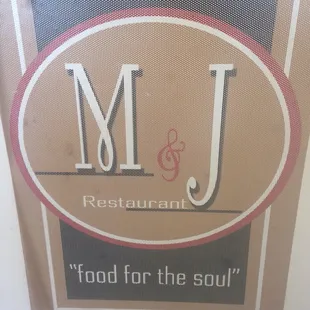 M & J
Restaurant
"food for the soul"